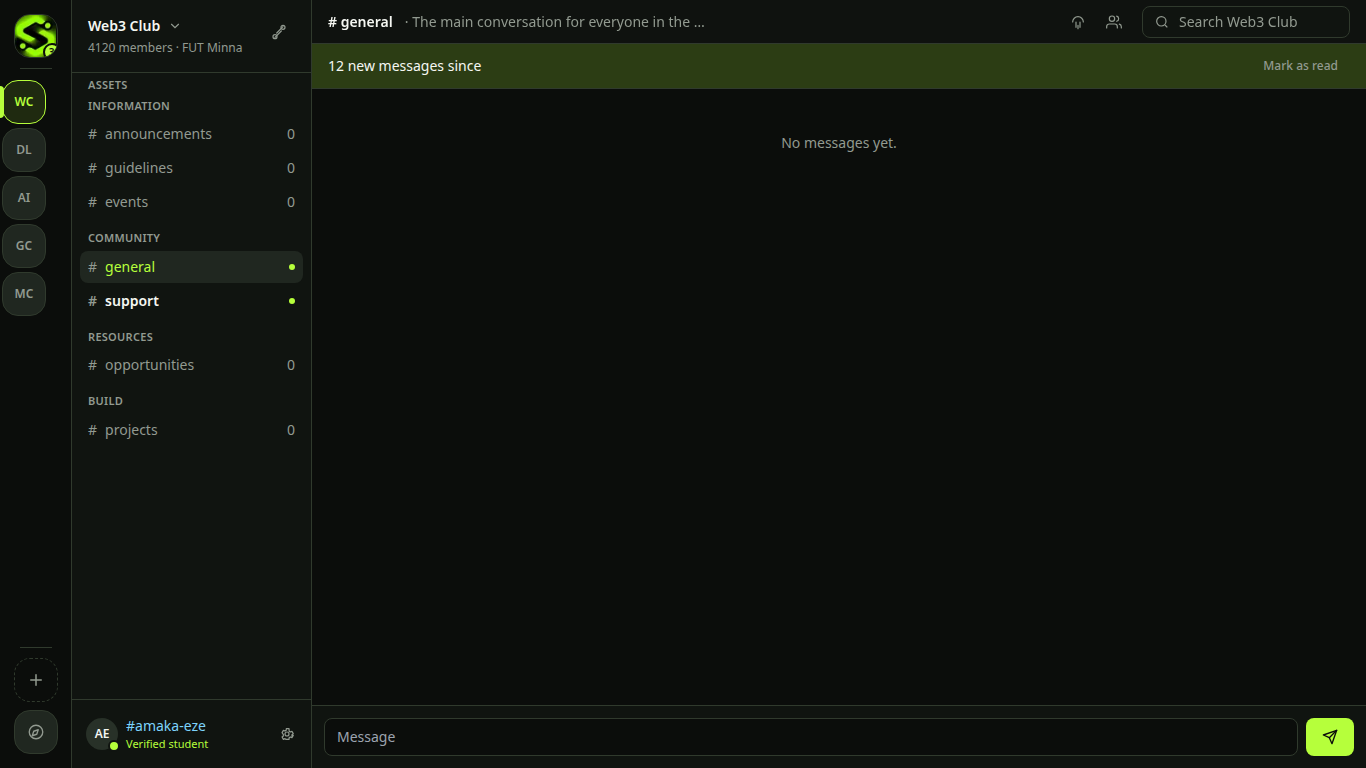 Web3 Club
4120 members · FUT Minna
# general · The main conversation for everyone in the ...
Search Web3 Club
12 new messages since
Mark as read
WC
DL
AI
GC
MC
ASSETS
INFORMATION
# announcements 0
# guidelines 0
# events 0
COMMUNITY
# general
# support
RESOURCES
# opportunities 0
BUILD
# projects 0
No messages yet.
AE
#amaka-eze
Verified student
Message